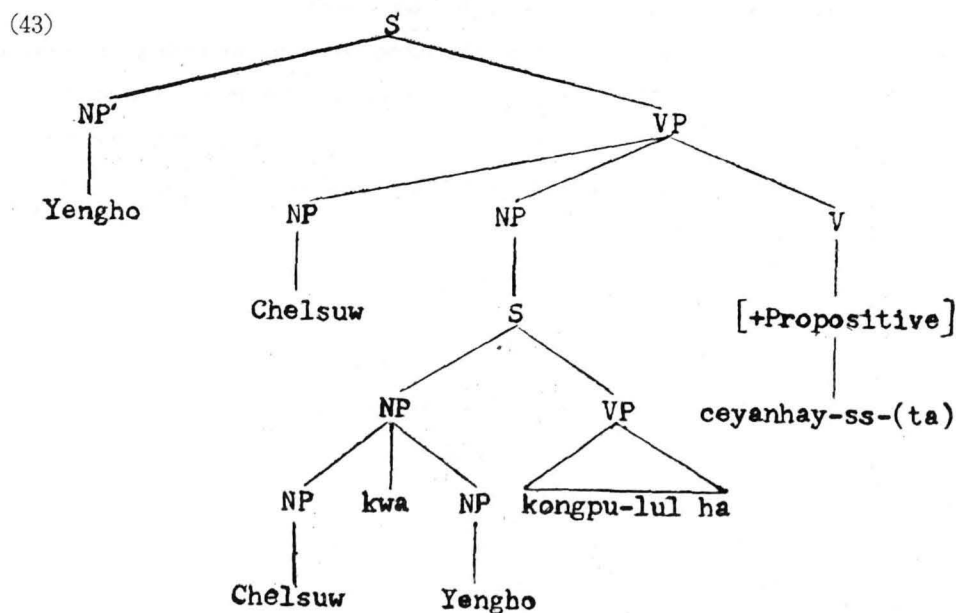 (43)
S
NP'
VP
Yengho
NP
NP
V
Chelsuw
S
[+Propositive]
NP
VP
ceyanhay-ss-(ta)
NP
kwa
NP
kongpu-lul ha
Chelsuw
Yengho